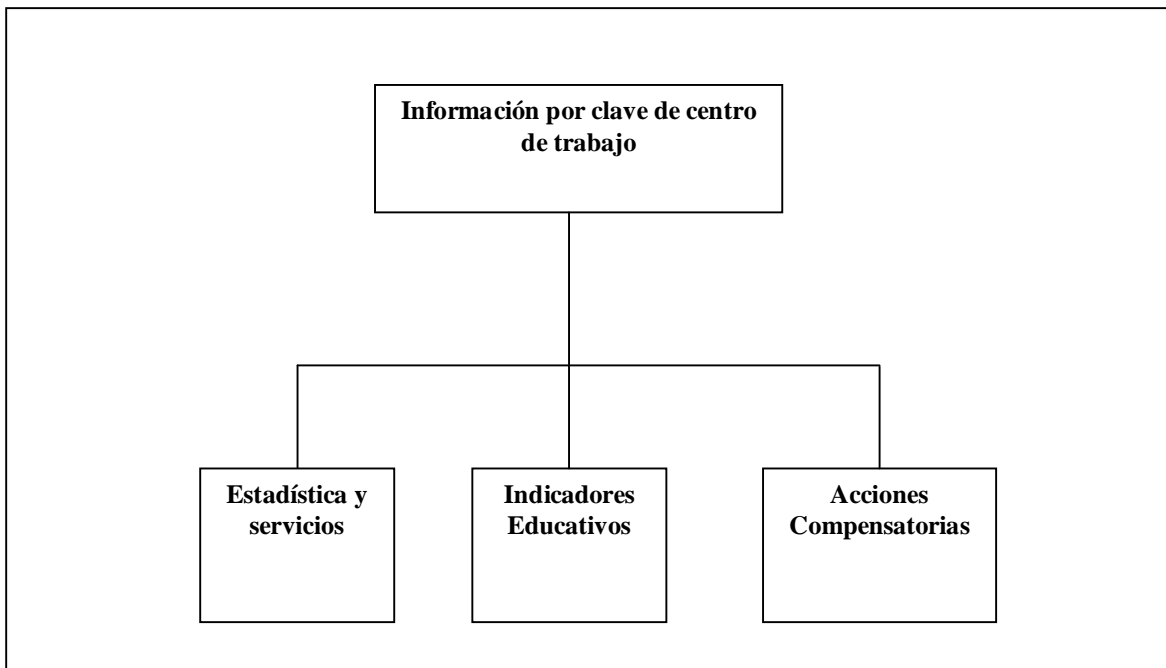 Información por clave de centro
de trabajo
Estadística y
servicios
Indicadores
Educativos
Acciones
Compensatorias